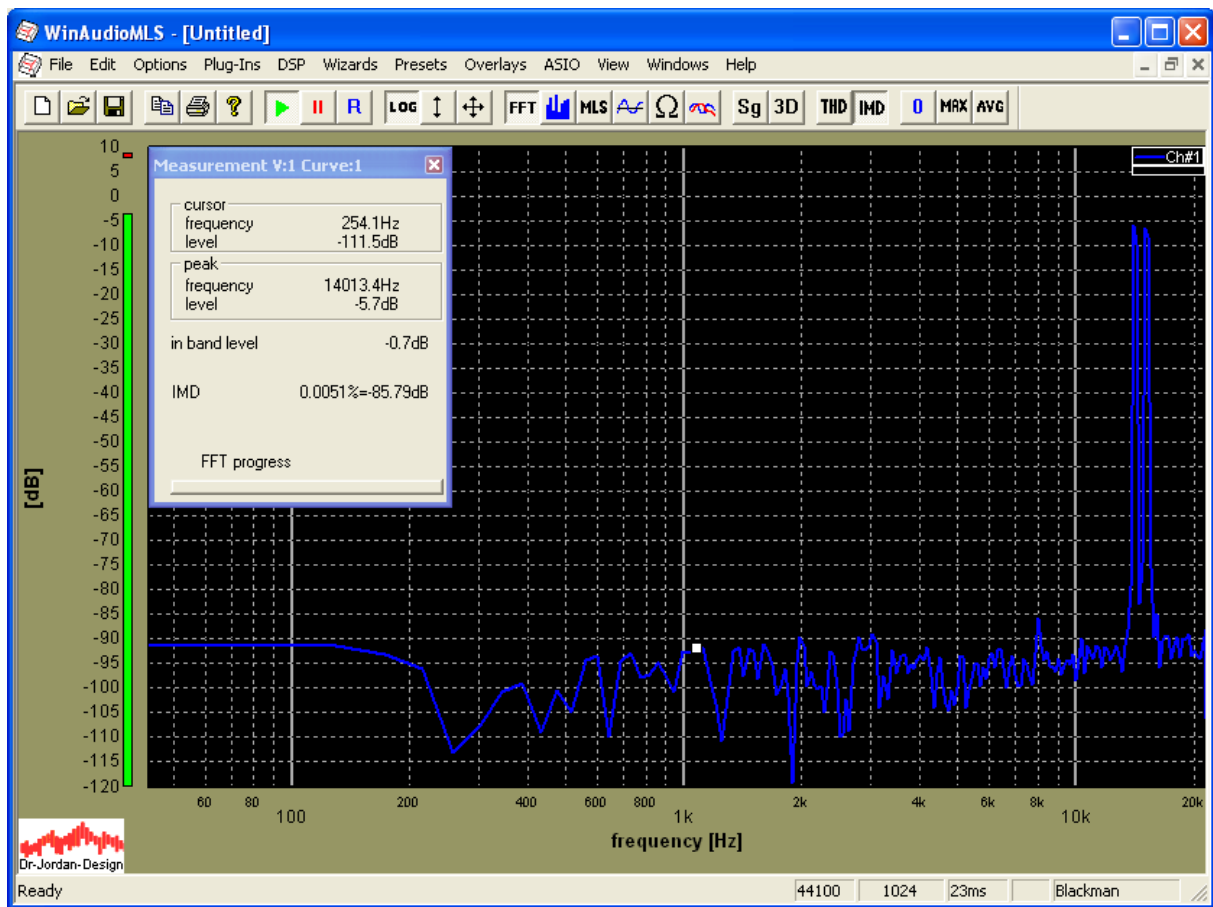 WinAudioMLS - [Untitled]
File Edit Options Plug-Ins DSP Wizards Presets Overlays ASIO View Windows Help
R LOG FFT MLS Ω Sg 3D THD IMD 0 MAX AVG
Measurement V:1 Curve:1
cursor
frequency 254.1Hz
level -111.5dB
peak
frequency 14013.4Hz
level -5.7dB
in band level -0.7dB
IMD 0.0051%=-85.79dB
FFT progress
Ch#1
10
5
0
-5
-10
-15
-20
-25
-30
-35
-40
-45
-50
-55
-60
-65
-70
-75
-80
-85
-90
-95
-100
-105
-110
-115
-120
[dB]
60 80 100 200 400 600 800 1k 2k 4k 6k 8k 10k 20k
frequency [Hz]
Dr-Jordan-Design
Ready 44100 1024 23ms Blackman